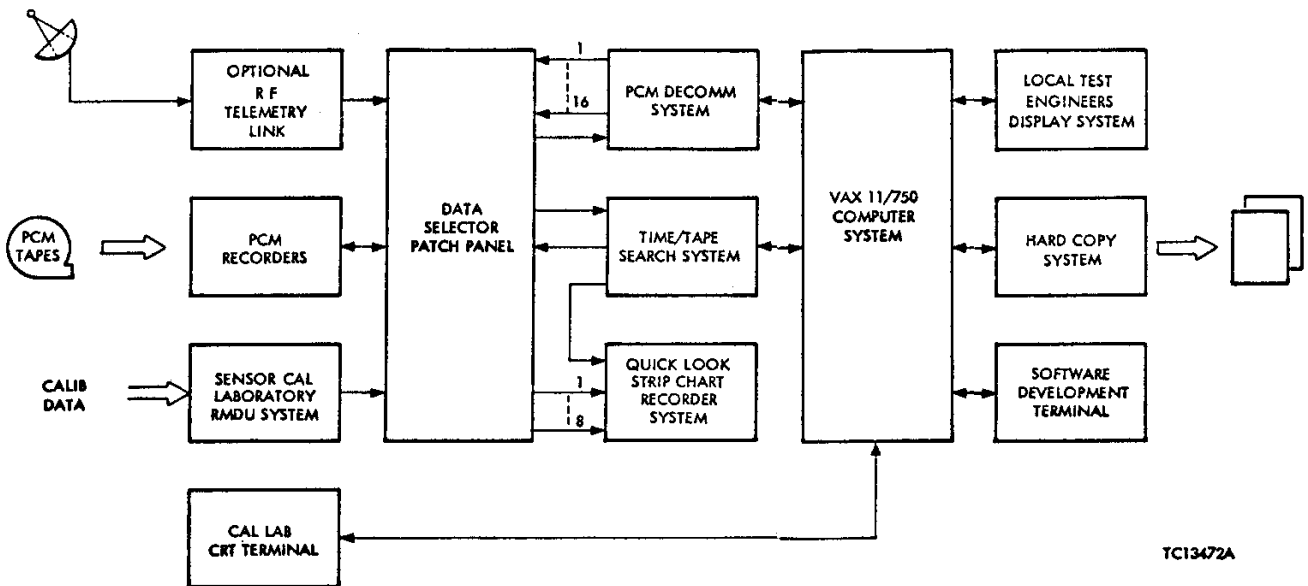 OPTIONAL
R F
TELEMETRY
LINK
PCM
TAPES
PCM
RECORDERS
CALIB
DATA
SENSOR CAL
LABORATORY
RMDU SYSTEM
CAL LAB
CRT TERMINAL
DATA
SELECTOR
PATCH PANEL
1
16
PCM DECOMM
SYSTEM
TIME/TAPE
SEARCH SYSTEM
1
8
QUICK LOOK
STRIP CHART
RECORDER
SYSTEM
VAX 11/750
COMPUTER
SYSTEM
LOCAL TEST
ENGINEERS
DISPLAY SYSTEM
HARD COPY
SYSTEM
SOFTWARE
DEVELOPMENT
TERMINAL
TC13472A